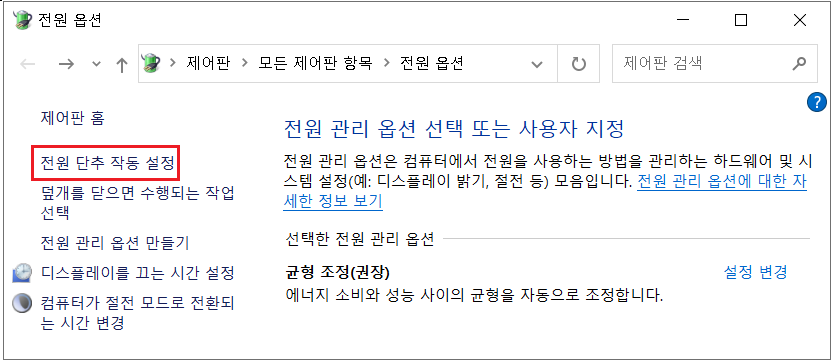 전원 옵션
제어판 모든 제어판 항목 전원 옵션
제어판 검색
제어판 홈
전원 단추 작동 설정
덮개를 닫으면 수행되는 작업
선택
전원 관리 옵션 만들기
디스플레이를 끄는 시간 설정
컴퓨터가 절전 모드로 전환되
는 시간 변경
?
전원 관리 옵션 선택 또는 사용자 지정
전원 관리 옵션은 컴퓨터에서 전원을 사용하는 방법을 관리하는 하드웨어 및 시
스템 설정(예: 디스플레이 밝기, 절전 등) 모음입니다. 전원 관리 옵션에 대한 자
세한 정보 보기
선택한 전원 관리 옵션
균형 조정(권장) 설정 변경
에너지 소비와 성능 사이의 균형을 자동으로 조정합니다.